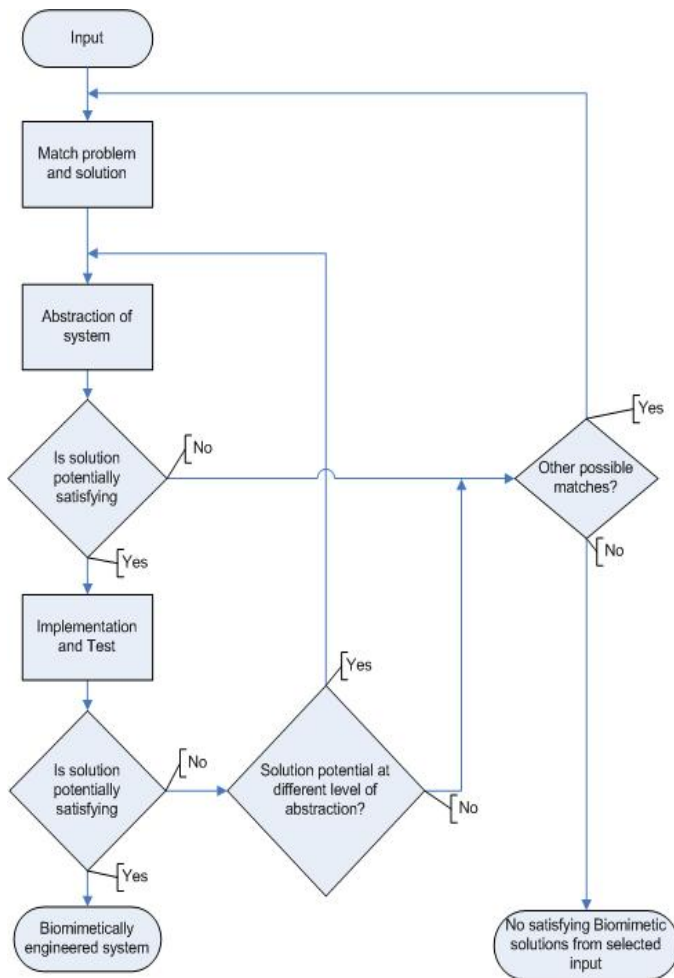 Input
Match problem
and solution
Abstraction of
system
Is solution
potentially
satisfying
No
Yes
Other possible
matches?
Yes
No
Implementation
and Test
Is solution
potentially
satisfying
No
Yes
Solution potential at
different level of
abstraction?
Yes
No
Biomimetically
engineered system
No satisfying Biomimetic
solutions from selected
input